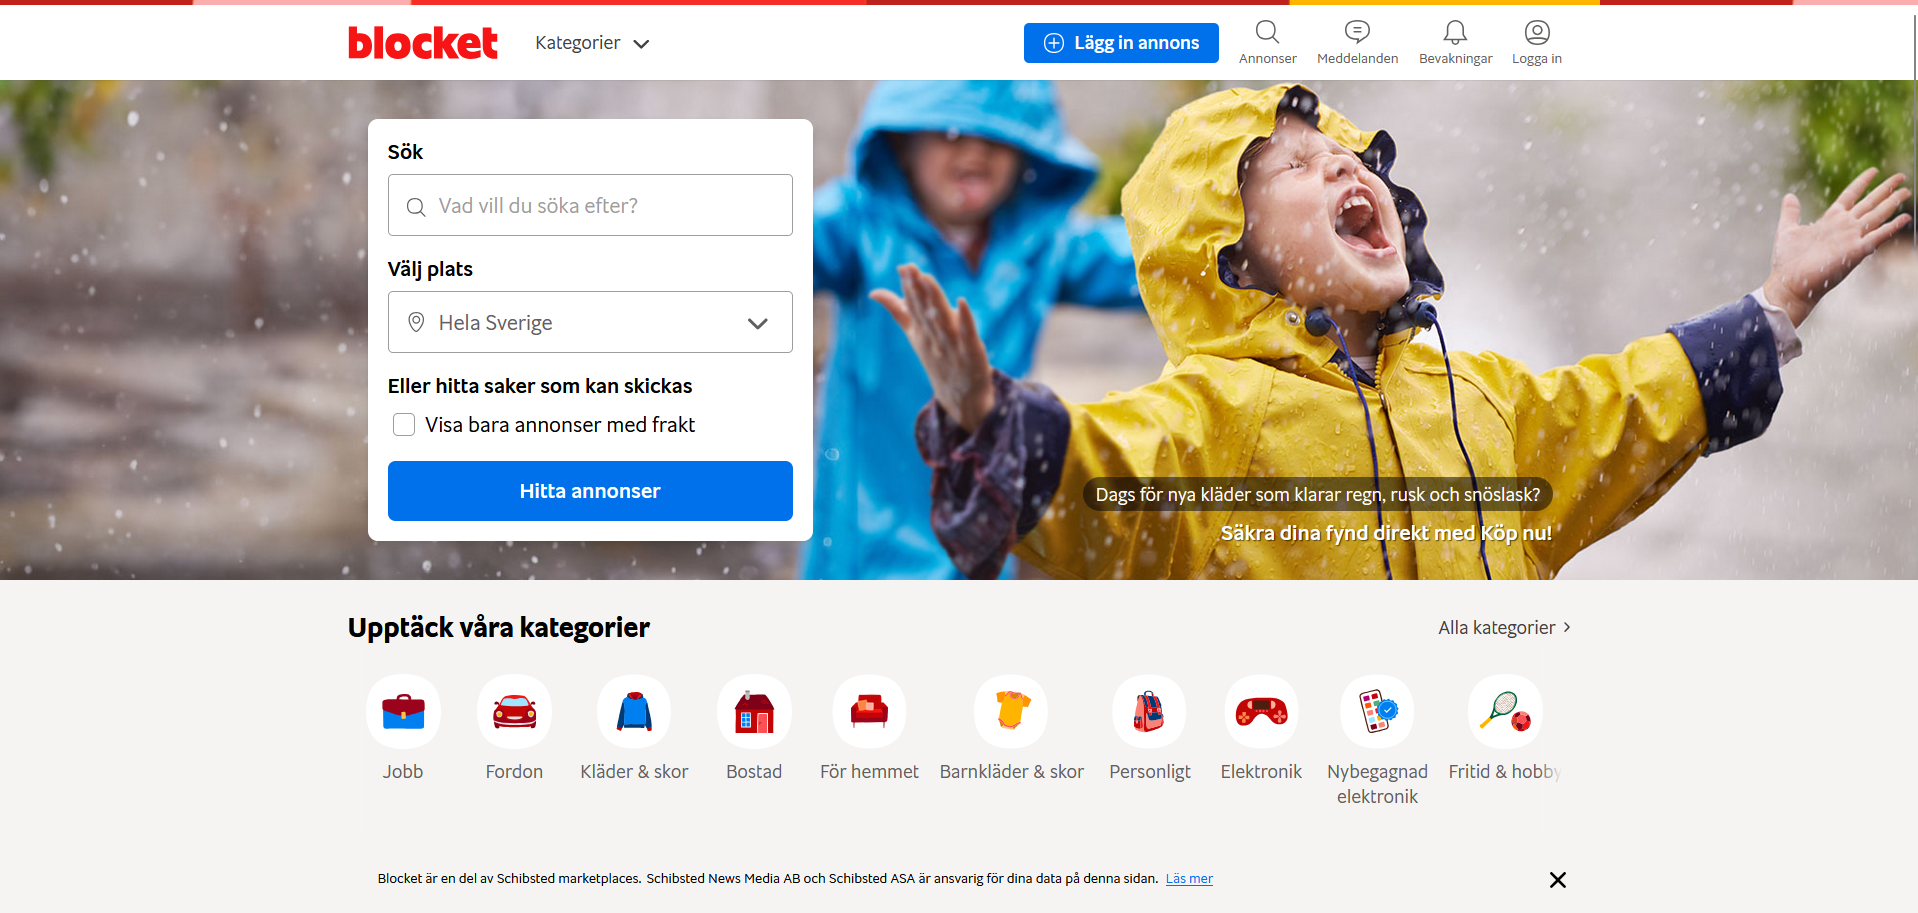 blocket
Kategorier
Lägg in annons
Annonser
Meddelanden
Bevakningar
Logga in
Sök
Vad vill du söka efter?
Välj plats
Hela Sverige
Eller hitta saker som kan skickas
Visa bara annonser med frakt
Hitta annonser
Dags för nya kläder som klarar regn, rusk och snöslask?
Säkra dina fynd direkt med Köp nu!
Upptäck våra kategorier
Alla kategorier
Jobb
Fordon
Kläder & skor
Bostad
För hemmet
Barnkläder & skor
Personligt
Elektronik
Nybegagnad
elektronik
Fritid & hobby
Blocket är en del av Schibsted marketplaces. Schibsted News Media AB och Schibsted ASA är ansvarig för dina data på denna sidan. Läs mer